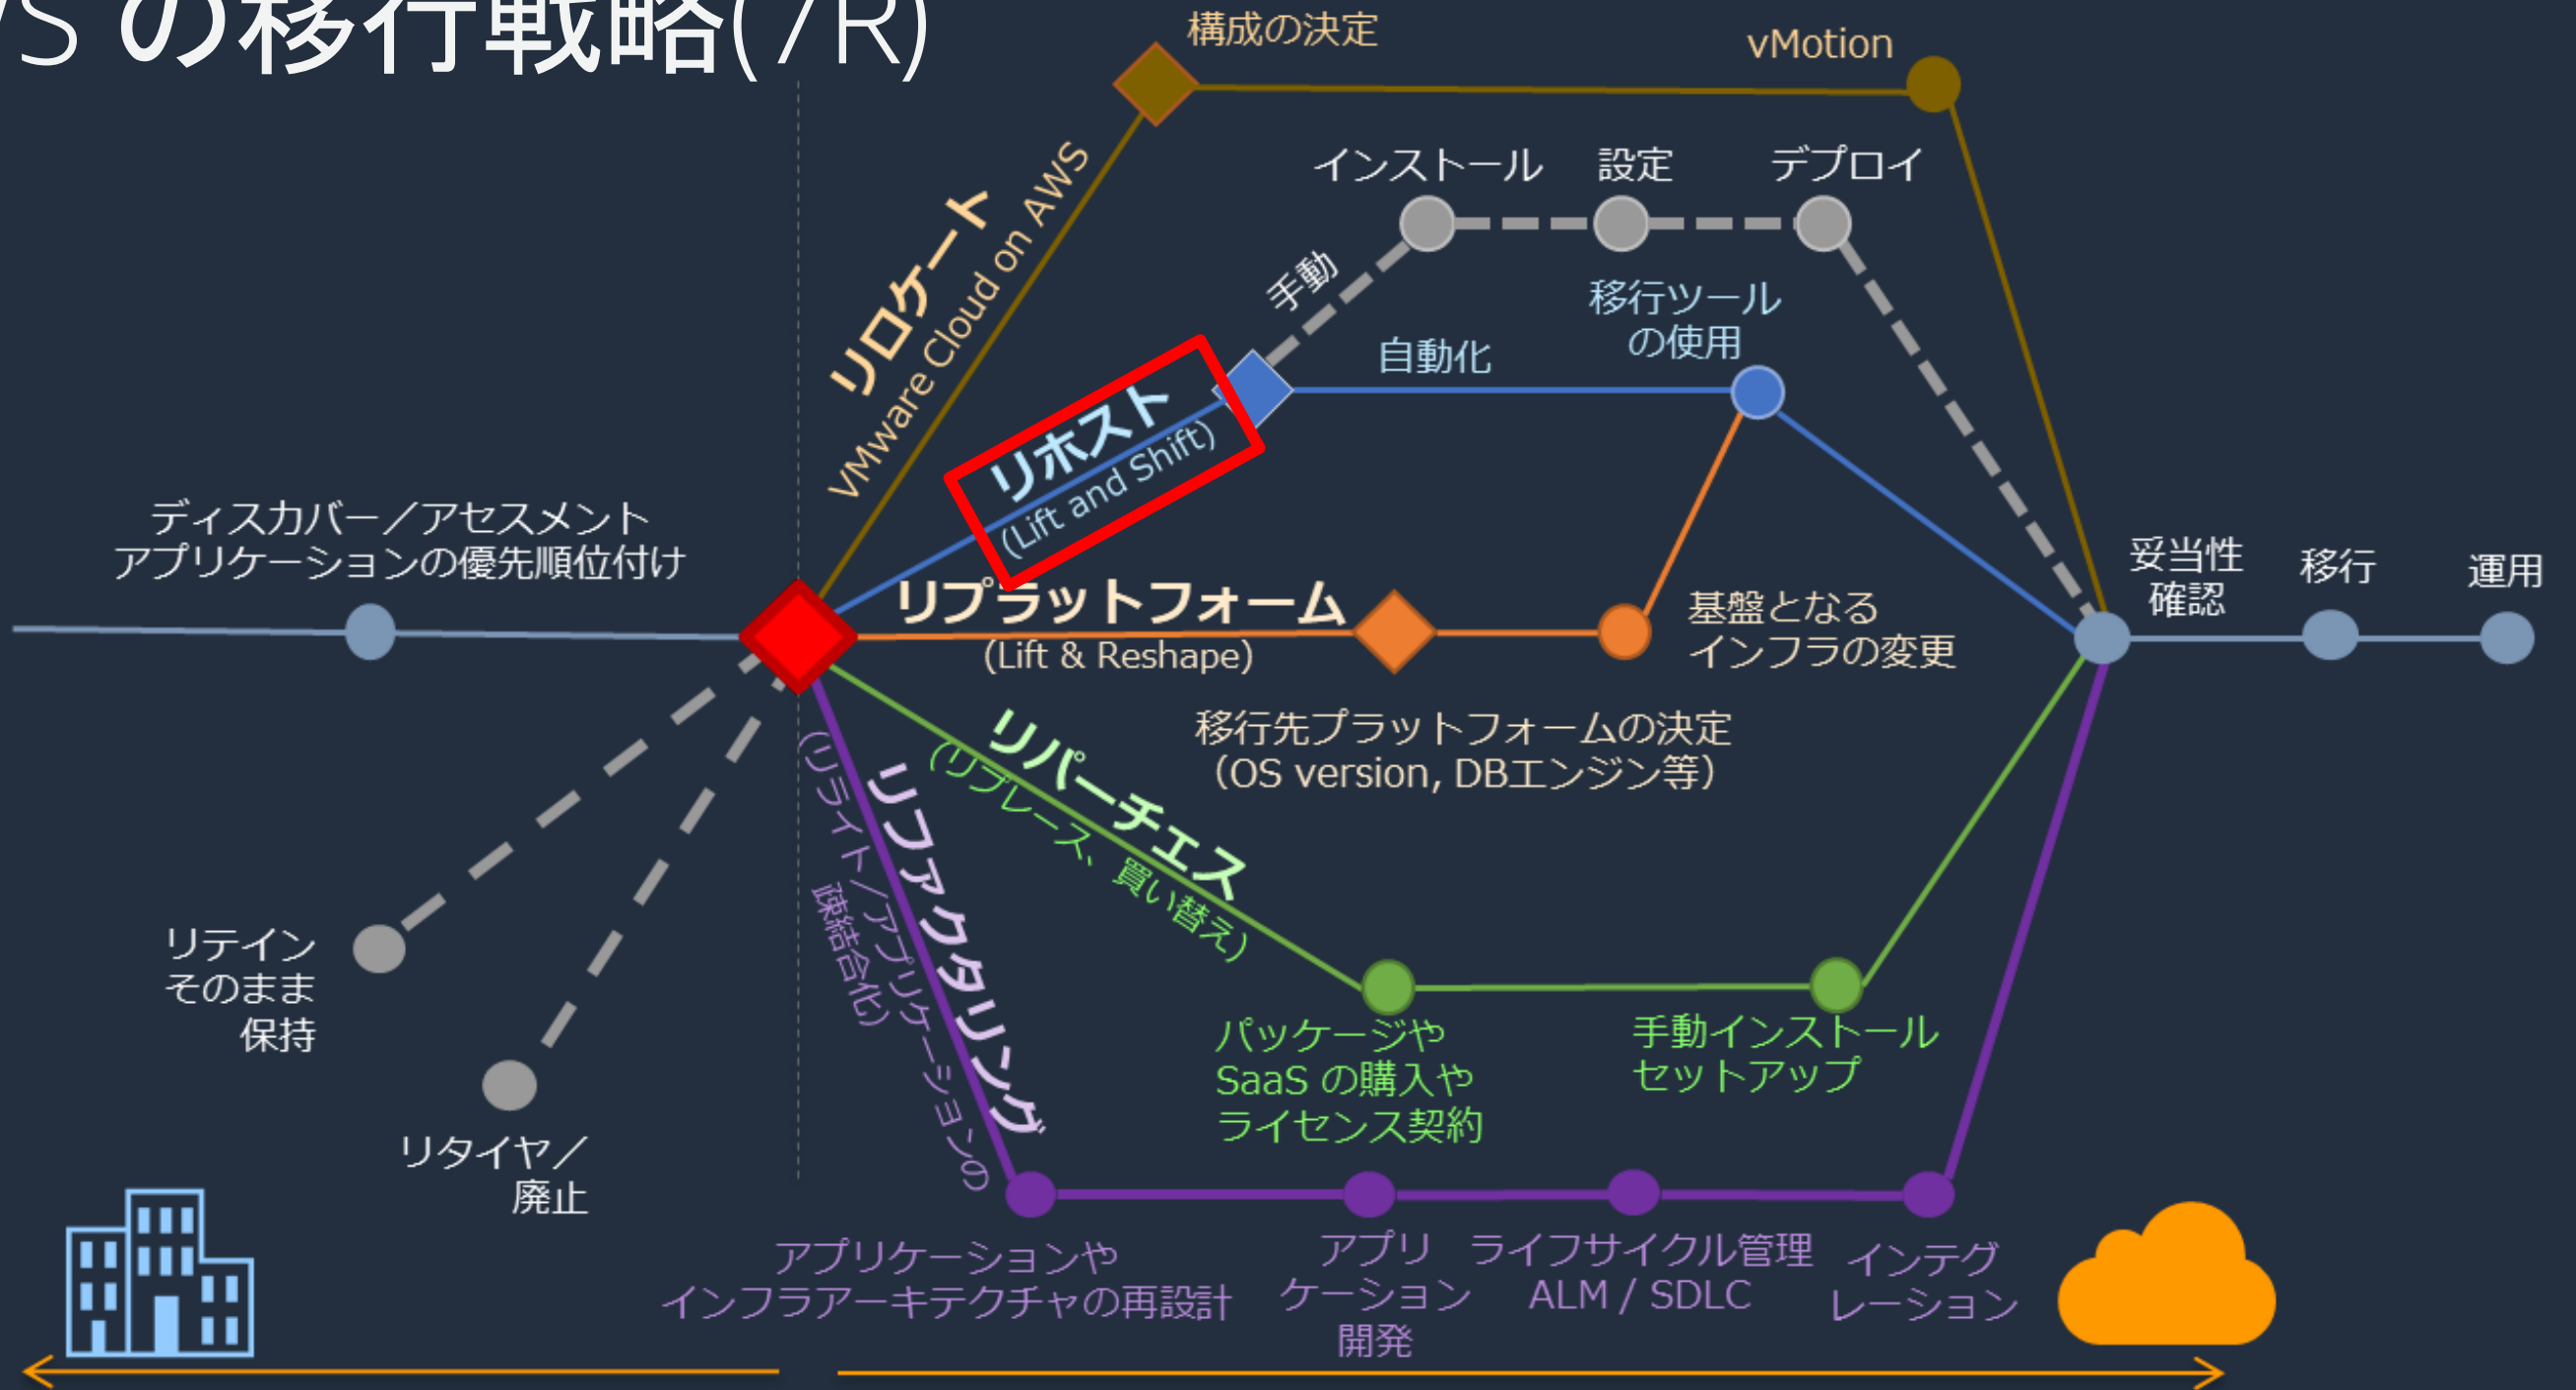 の移行戦略(7R)
構成の決定
vMotion
リロケート
VMware Cloud on AWS
インストール
設定
デプロイ
手動
移行ツール
の使用
自動化
リホスト
(Lift and Shift)
ディスカバー／アセスメント
アプリケーションの優先順位付け
リプラットフォーム
(Lift & Reshape)
基盤となる
インフラの変更
妥当性
確認
移行
運用
移行先プラットフォームの決定
（OS version, DBエンジン等）
リパーチェス
(リプレース、買い替え)
リファクタリング
(リライト/アプリケーションの
疎結合化)
リテイン
そのまま
保持
リタイヤ／
廃止
パッケージや
SaaS の購入や
ライセンス契約
手動インストール
セットアップ
アプリケーションや
インフラアーキテクチャの再設計
アプリ
ケーション
開発
ライフサイクル管理
ALM / SDLC
インテグ
レーション